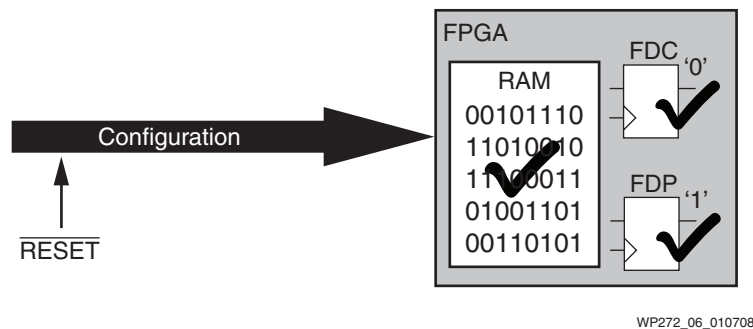 FPGA
FDC
'0'
RAM
00101110
11010010
11100011
01001101
00110101
Configuration
FDP
'1'
RESET
WP272_06_010708